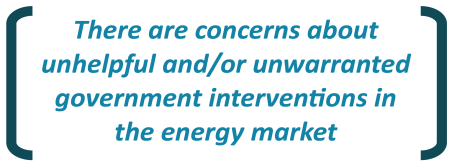 There are concerns about
unhelpful and/or unwarranted
government interventions in
the energy market